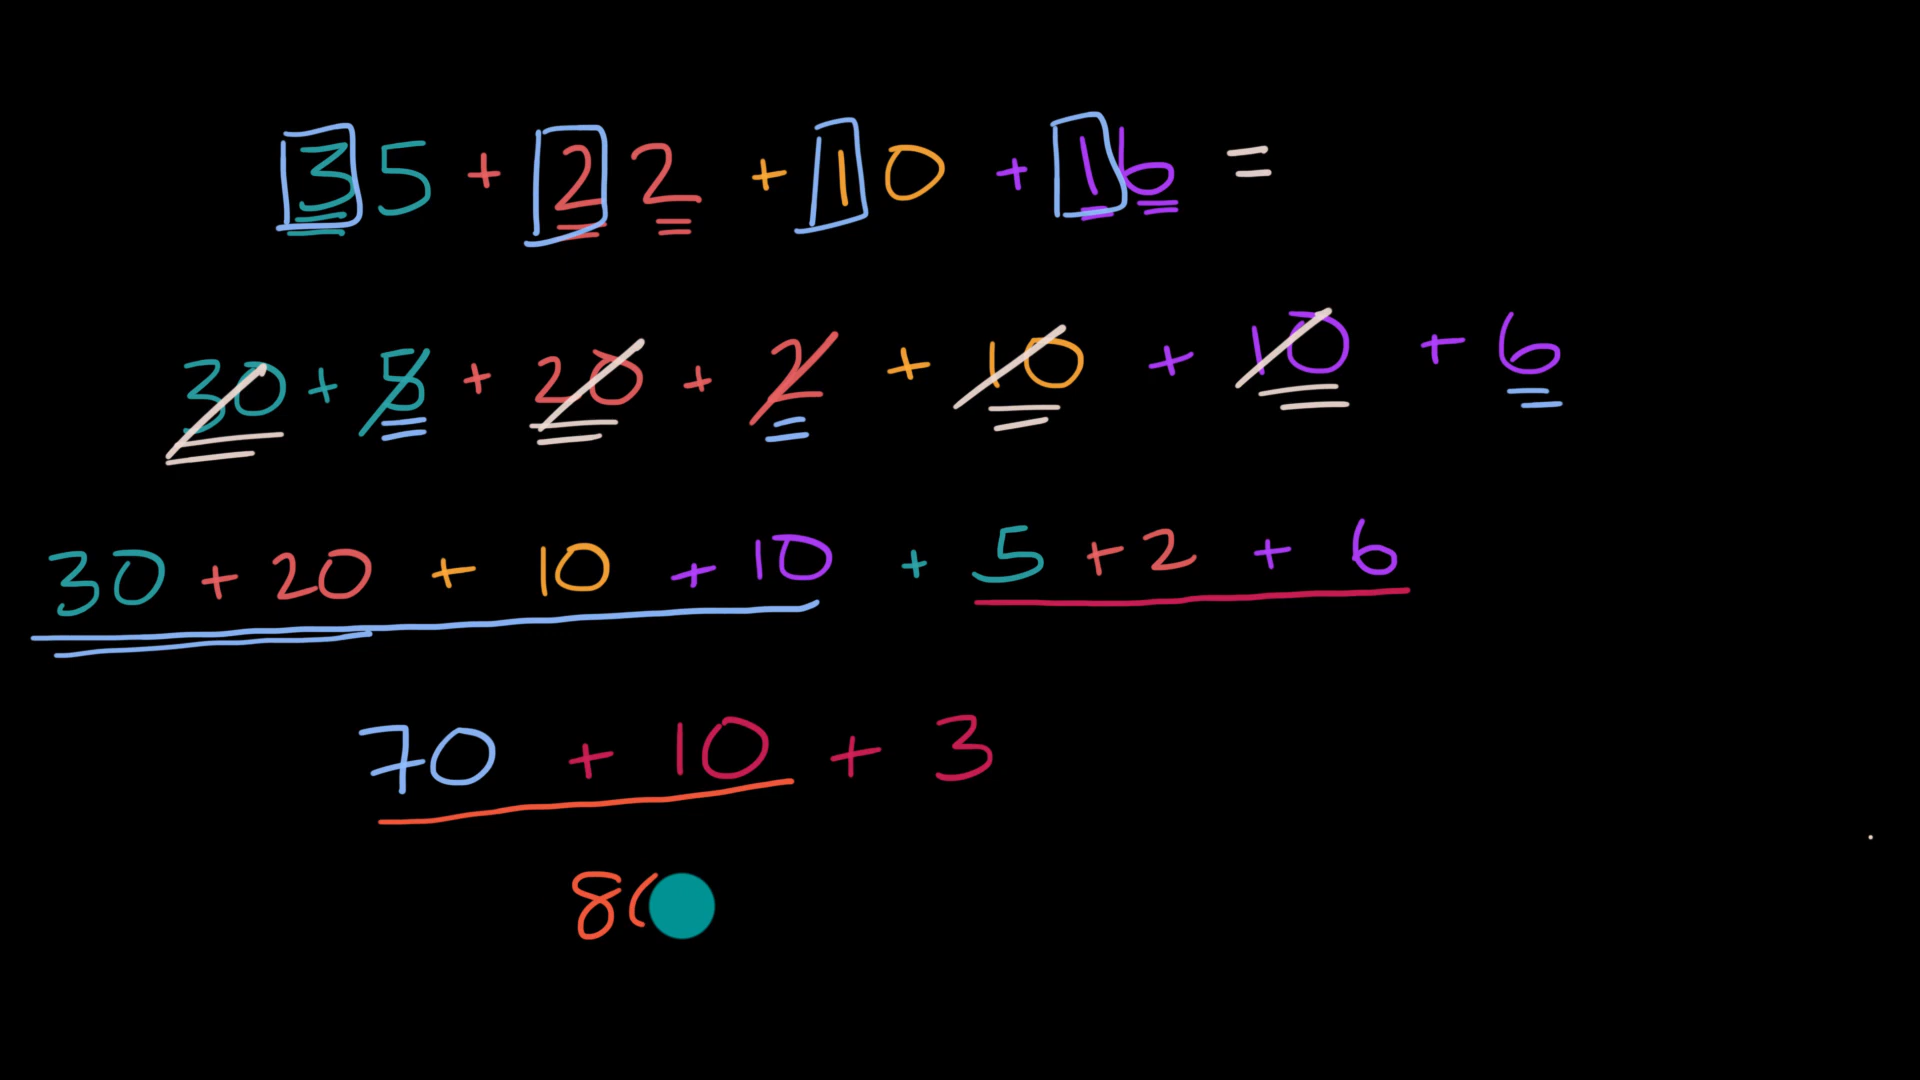 35 + 22 + 10 + 16 =
30 + 5 + 20 + 2 + 10 + 10 + 6
30 + 20 + 10 + 10 + 5 + 2 + 6
70 + 10 + 3
8